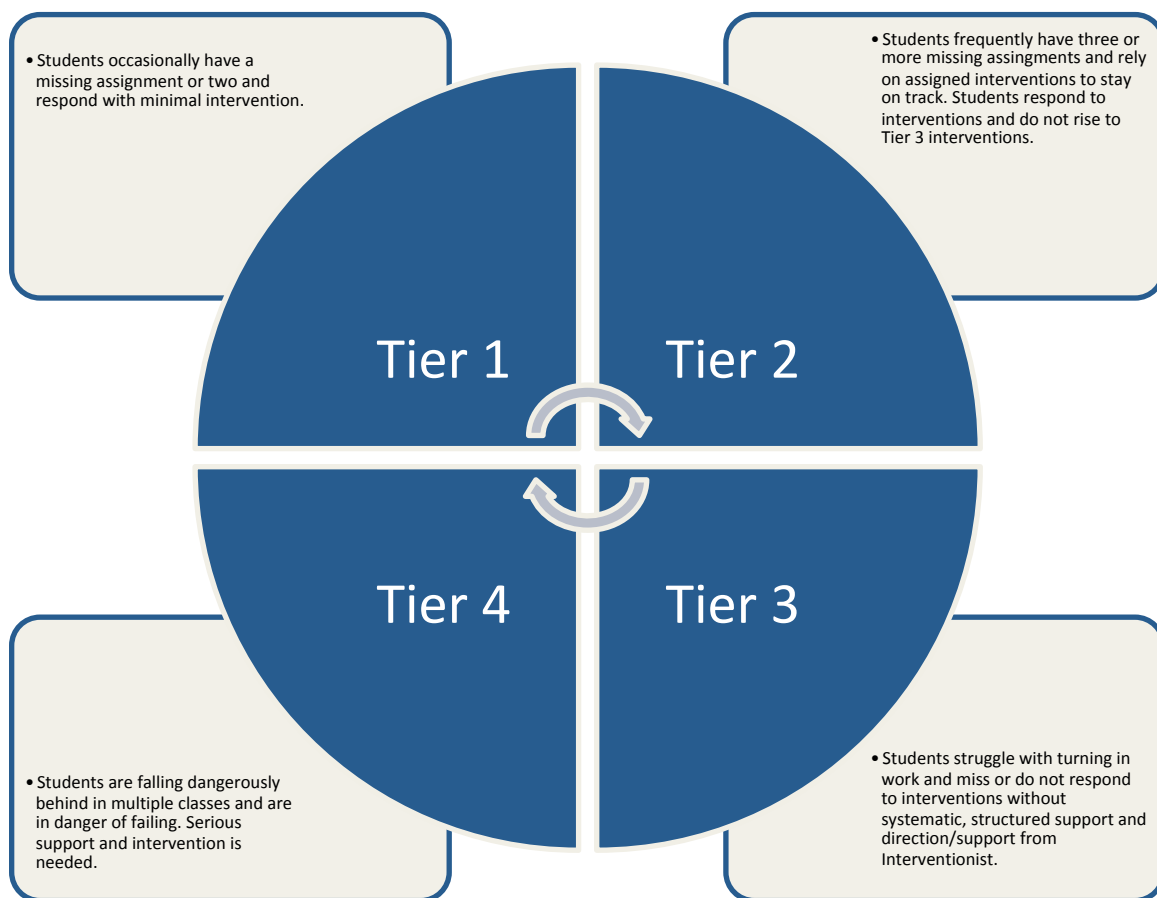 • Students occasionally have a
missing assignment or two and
respond with minimal intervention.
• Students frequently have three or
more missing assingments and rely
on assigned interventions to stay
on track. Students respond to
interventions and do not rise to
Tier 3 interventions.
Tier 1
Tier 2
Tier 4
Tier 3
• Students are falling dangerously
behind in multiple classes and are
in danger of failing. Serious
support and intervention is
needed.
• Students struggle with turning in
work and miss or do not respond
to interventions without
systematic, structured support and
direction/support from
Interventionist.